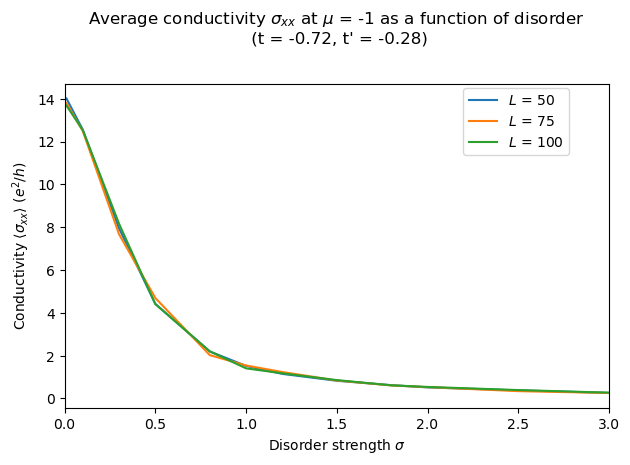 Average conductivity σxx at μ = -1 as a function of disorder
(t = -0.72, t' = -0.28)
L = 50
L = 75
L = 100
Conductivity ⟨σxx⟩ (e²/h)
14
12
10
8
6
4
2
0
0.0 0.5 1.0 1.5 2.0 2.5 3.0
Disorder strength σ